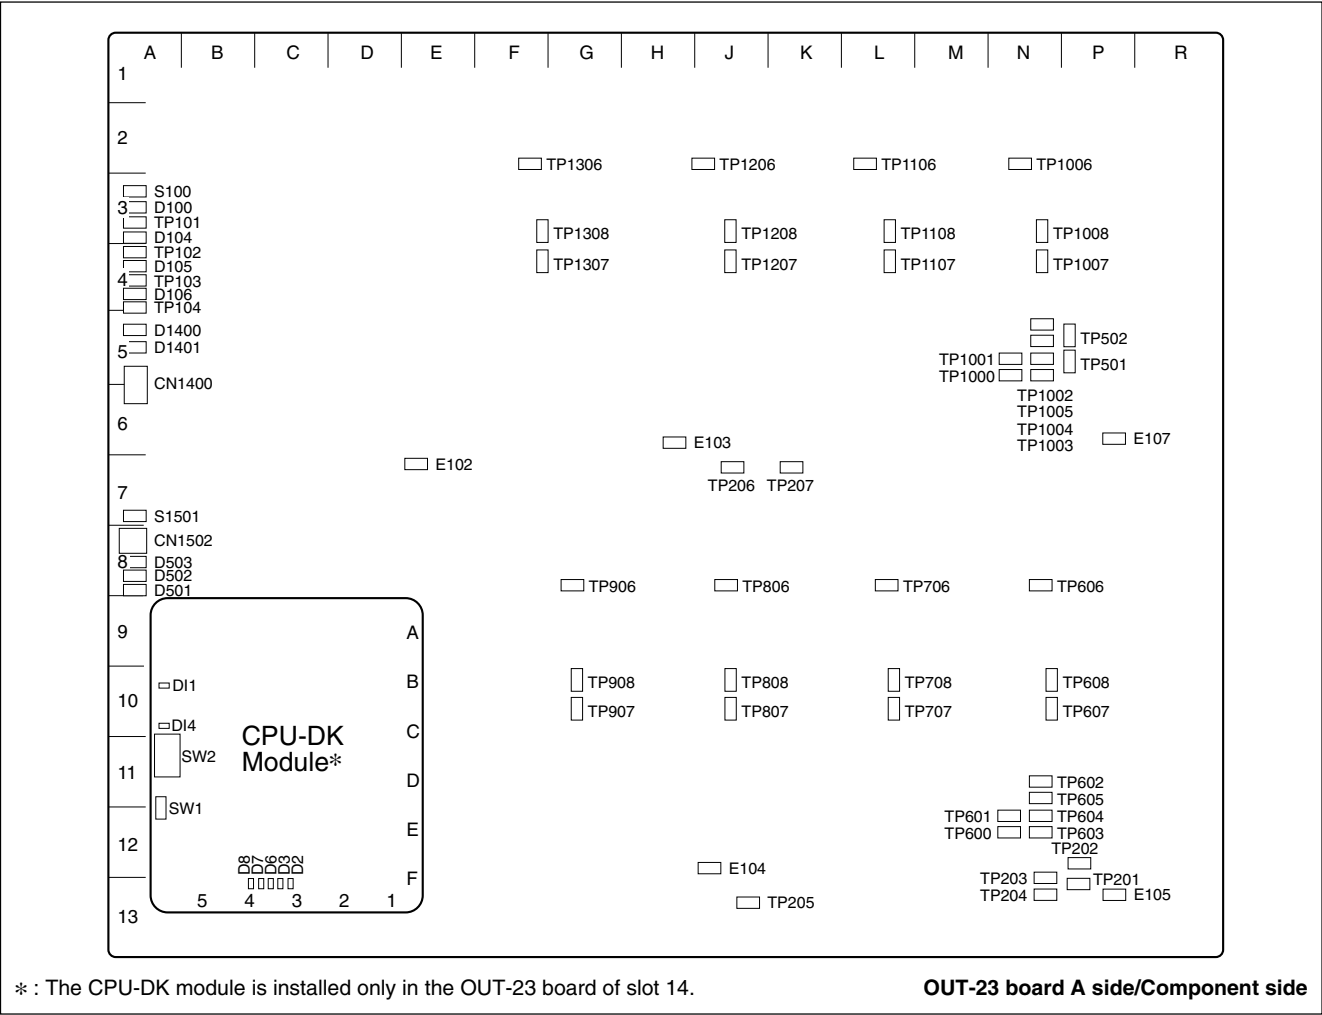 A B C D E F G H J K L M N P R
1
2
TP1306 TP1206 TP1106 TP1006
S100
3 D100
TP101
D104
TP1308 TP1208 TP1108 TP1008
TP102
D105
TP1307 TP1207 TP1107 TP1007
4 TP103
D106
TP104
D1400
TP502
5 D1401
TP1001
TP501
TP1000
CN1400
TP1002
TP1005
6
TP1004
TP1003
E103
E107
E102
TP206 TP207
7
S1501
CN1502
8 D503
D502
D501
TP906 TP806 TP706 TP606
9
A
10
DI1
B
TP908 TP808 TP708 TP608
TP907 TP807 TP707 TP607
DI4
C
CPU-DK
Module*
SW2
11
D
TP602
TP605
SW1
TP601 TP604
E
TP600 TP603
12
TP202
D8
D7
D6
D3
D2
E104
F
TP203 TP201
TP204 E105
5 4 3 2 1
TP205
13
* : The CPU-DK module is installed only in the OUT-23 board of slot 14.
OUT-23 board A side/Component side